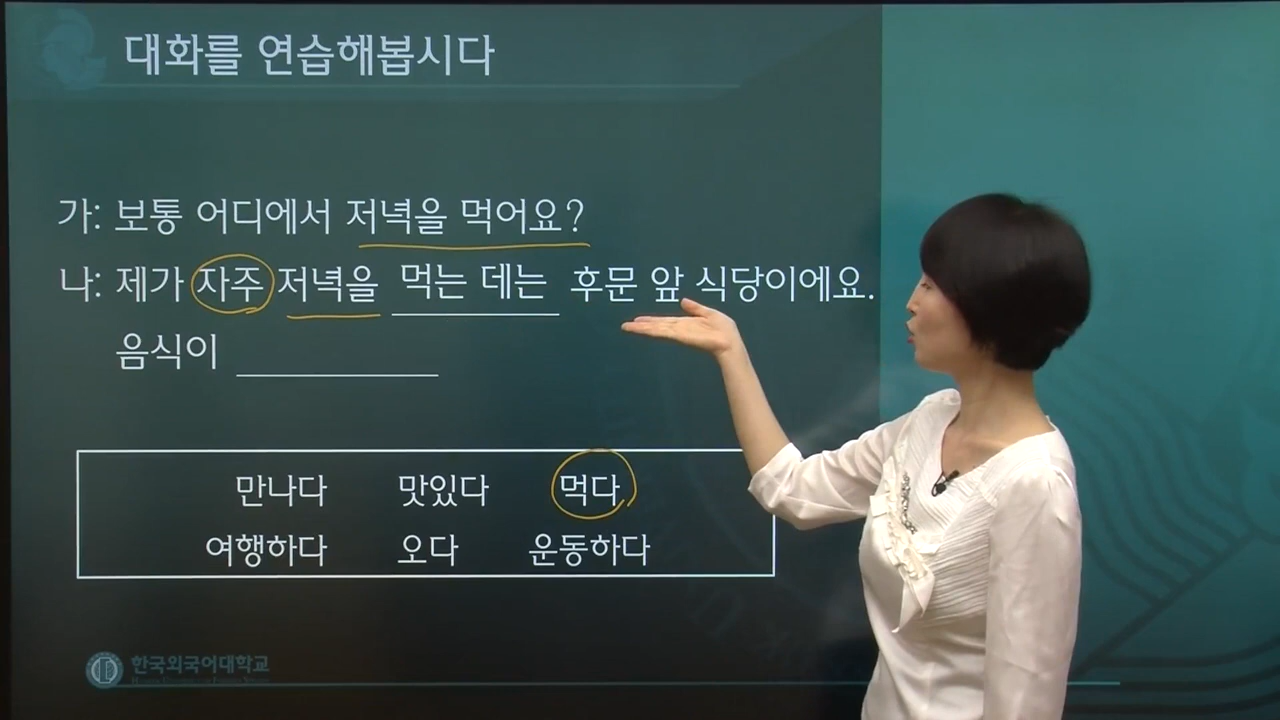 대화를 연습해봅시다
가: 보통 어디에서 저녁을 먹어요?
나: 제가 자주 저녁을 먹는 데는 후문 앞 식당이에요.
음식이
만나다 맛있다 먹다
여행하다 오다 운동하다
한국외국어대학교